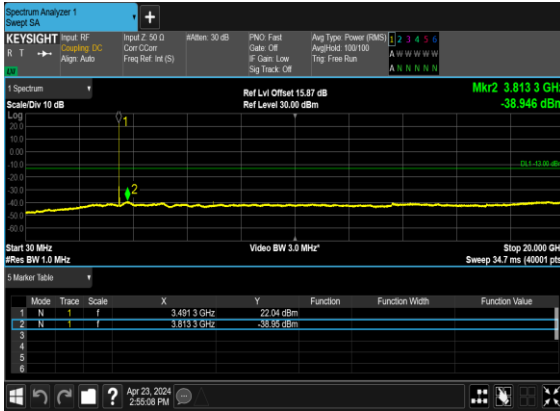 Spectrum Analyzer 1
Swept SA
+
KEYSIGHT Input: RF Input Z: 50 Ω #Atten: 30 dB PNO: Fast Avg Type: Power (RMS) 1 2 3 4 5 6
R T Coupling: DC Corr CCorr Gate: Off Avg|Hold: 100/100 A W W W W W
Align: Auto Freq Ref: Int (S) IF Gain: Low Trig: Free Run
Sig Track: Off A N N N N N
1 Spectrum Ref Lvl Offset 15.87 dB Mkr2 3.813 3 GHz
Scale/Div 10 dB Ref Level 30.00 dBm -38.946 dBm
Log
20.0
10.0
0.00
-10.0
-20.0
-30.0
-40.0
-50.0
-60.0
1
2
DL1 -13.00 dBm
Start 30 MHz Video BW 3.0 MHz* Stop 20.000 GH
#Res BW 1.0 MHz Sweep 34.7 ms (40001 pts
5 Marker Table
Mode Trace Scale X Y Function Function Width Function Value
1 N 1 f 3.491 3 GHz 22.04 dBm
2 N 1 f 3.813 3 GHz -38.95 dBm
3
4
5
6
? Apr 23, 2024
2:55:08 PM